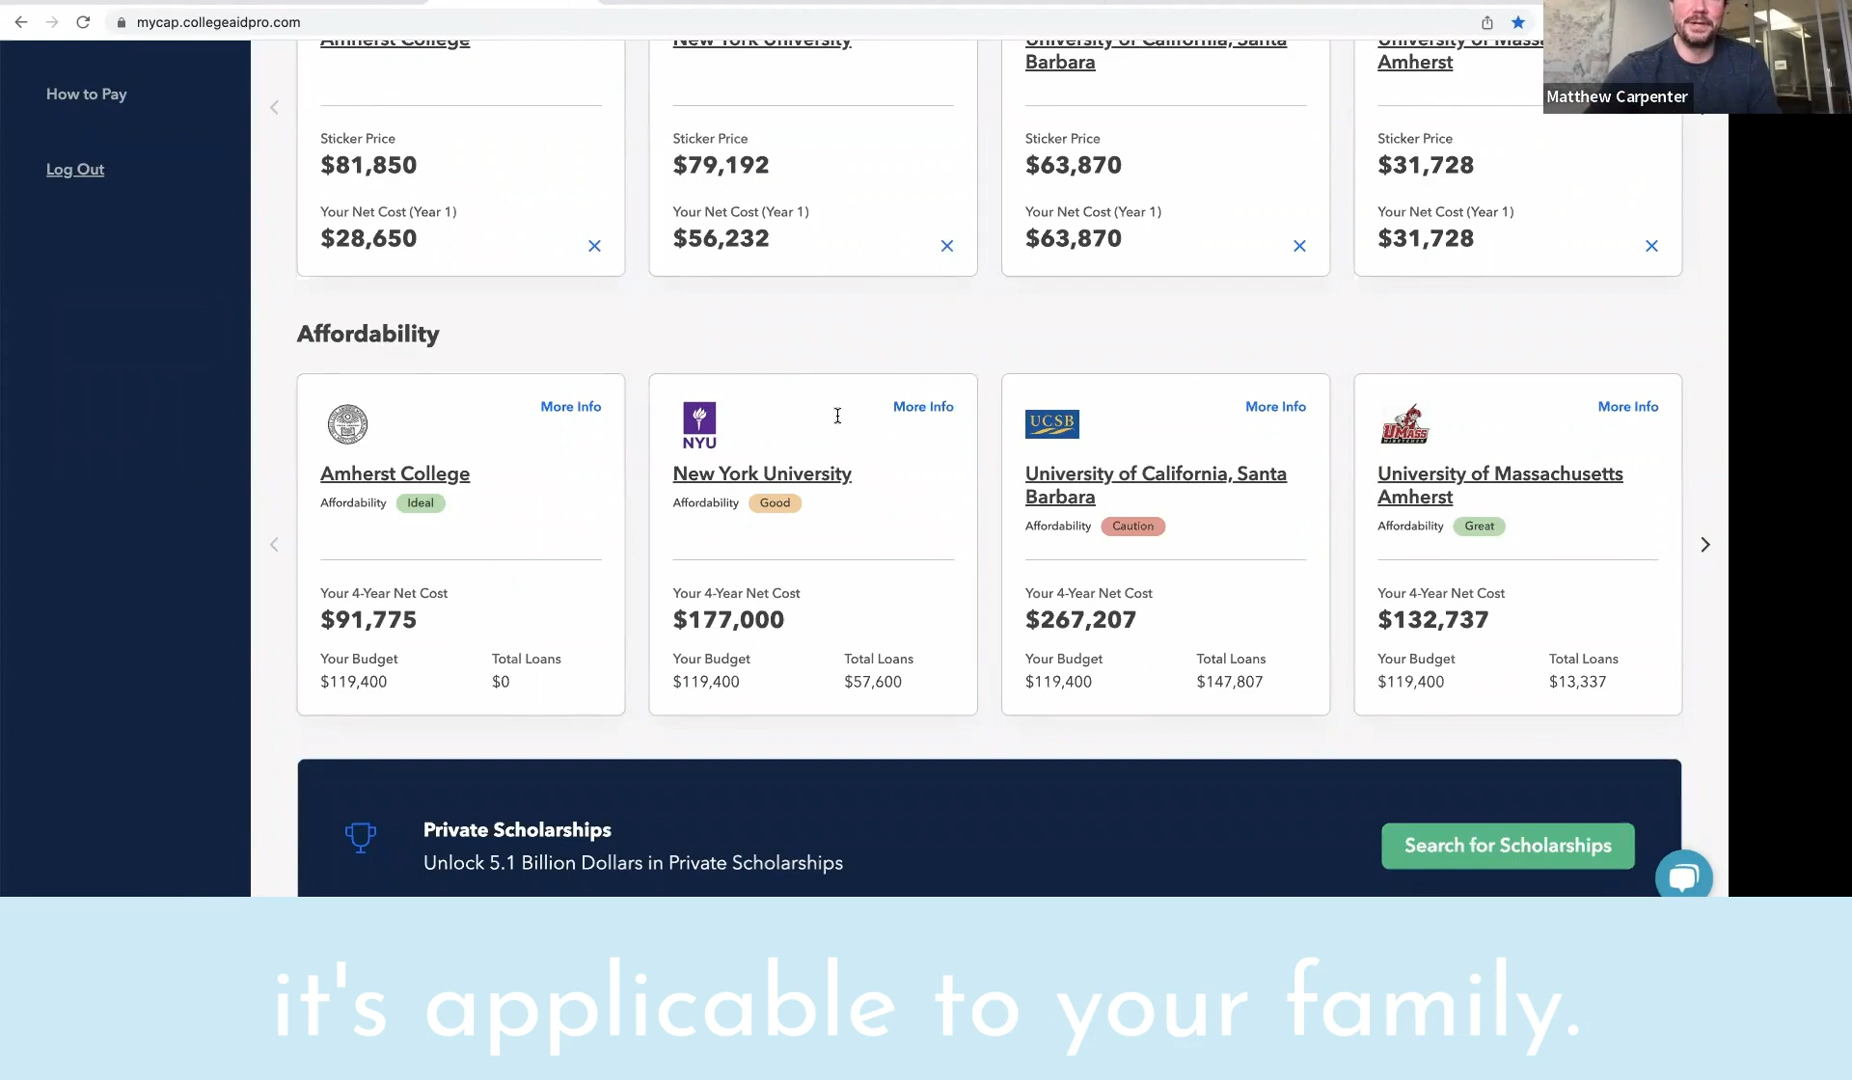 mycap.collegeaidpro.com
How to Pay
Log Out
Matthew Carpenter
Amherst College
New York University
University of California, Santa
Barbara
University of Mass
Amherst
Sticker Price
$81,850
Your Net Cost (Year 1)
$28,650
Sticker Price
$79,192
Your Net Cost (Year 1)
$56,232
Sticker Price
$63,870
Your Net Cost (Year 1)
$63,870
Sticker Price
$31,728
Your Net Cost (Year 1)
$31,728
Affordability
More Info
Amherst College
Affordability Ideal
Your 4-Year Net Cost
$91,775
Your Budget Total Loans
$119,400 $0
NYU
More Info
New York University
Affordability Good
Your 4-Year Net Cost
$177,000
Your Budget Total Loans
$119,400 $57,600
UCSB
More Info
University of California, Santa
Barbara
Affordability Caution
Your 4-Year Net Cost
$267,207
Your Budget Total Loans
$119,400 $147,807
UMASS
More Info
University of Massachusetts
Amherst
Affordability Great
Your 4-Year Net Cost
$132,737
Your Budget Total Loans
$119,400 $13,337
Private Scholarships
Unlock 5.1 Billion Dollars in Private Scholarships
Search for Scholarships
it's applicable to your family.